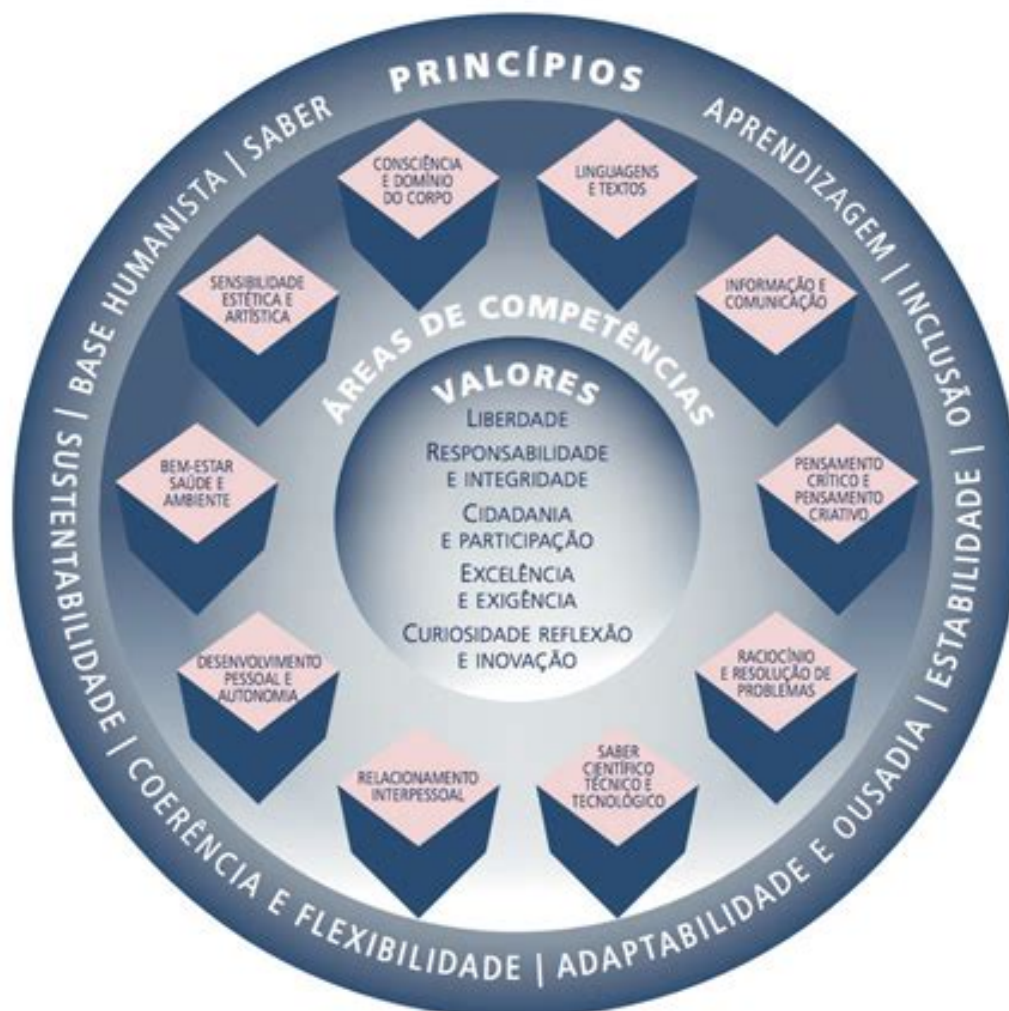 PRINCÍPIOS
APRENDIZAGEM | INCLUSÃO | ESTABILIDADE | ADAPTABILIDADE E OUSADIA | COERÊNCIA E FLEXIBILIDADE | SUSTENTABILIDADE | BASE HUMANISTA | SABER
ÁREAS DE COMPETÊNCIAS
LINGUAGENS
E TEXTOS
INFORMAÇÃO E
COMUNICAÇÃO
PENSAMENTO
CRÍTICO E
PENSAMENTO
CRIATIVO
RACIOCÍNIO
E RESOLUÇÃO DE
PROBLEMAS
SABER
CIENTÍFICO
TÉCNICO E
TECNOLÓGICO
RELACIONAMENTO
INTERPESSOAL
DESENVOLVIMENTO
PESSOAL E
AUTONOMIA
BEM-ESTAR
SAÚDE E
AMBIENTE
SENSIBILIDADE
ESTÉTICA E
ARTÍSTICA
CONSCIÊNCIA
E DOMÍNIO
DO CORPO
VALORES
LIBERDADE
RESPONSABILIDADE
E INTEGRIDADE
CIDADANIA
E PARTICIPAÇÃO
EXCELÊNCIA
E EXIGÊNCIA
CURIOSIDADE REFLEXÃO
E INOVAÇÃO